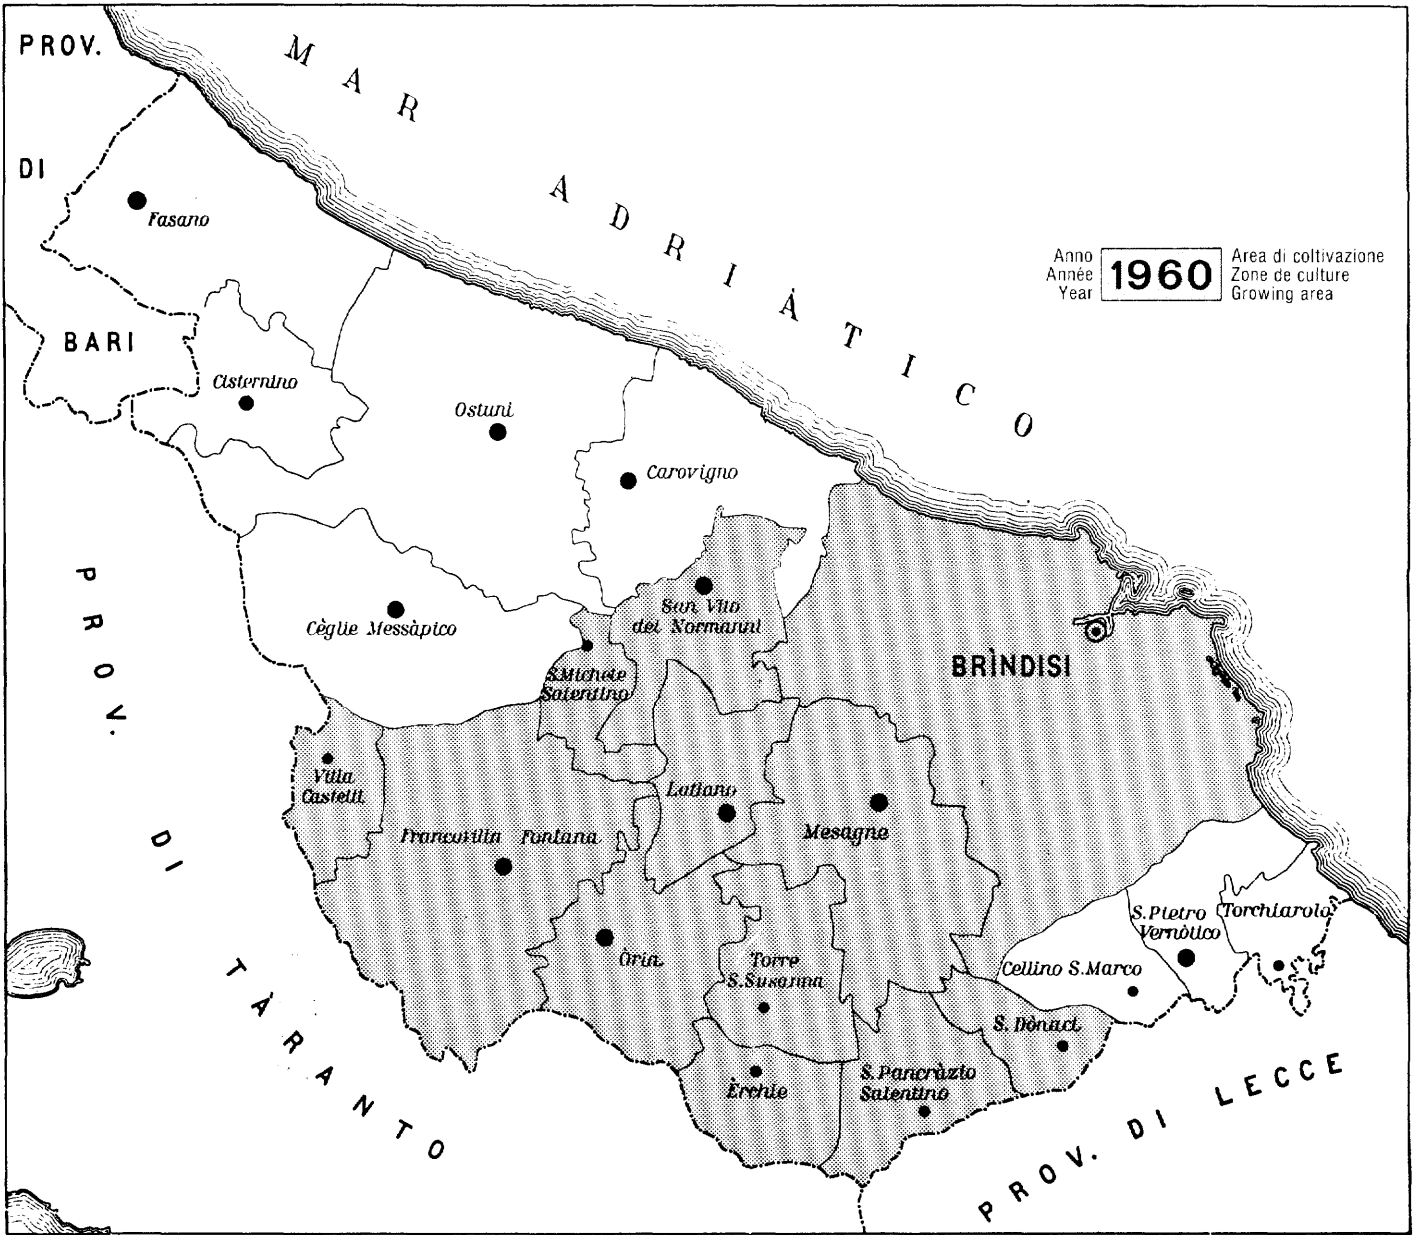 PROV.
DI
BARI
MAR ADRIÀTICO
Anno
Année
Year
1960
Area di coltivazione
Zone de culture
Growing area
Fasano
Cisternino
Ostuni
Carovigno
Cèglie Messàpico
San Vito
dei Normanni
S.Michele
Salentino
BRÌNDISI
Villa
Castelli
Latiano
Francavilla Fontana
Mesagne
Òria
Torre
S.Susanna
S.Pietro
Vernòtico
Torchiarolo
Cellino S.Marco
S. Dònaci
Èrchie
S.Pancràzio
Salentino
PROV. DI TÀRANTO
PROV. DI LECCE